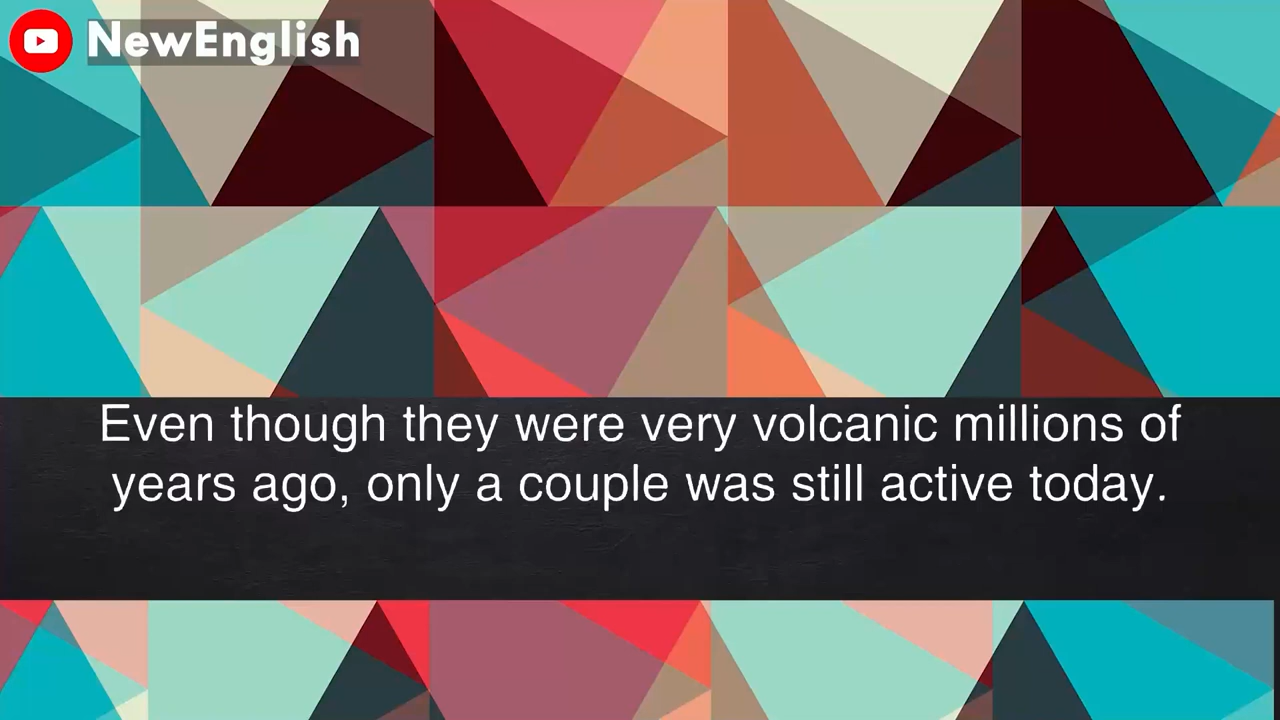 NewEnglish
Even though they were very volcanic millions of
years ago, only a couple was still active today.